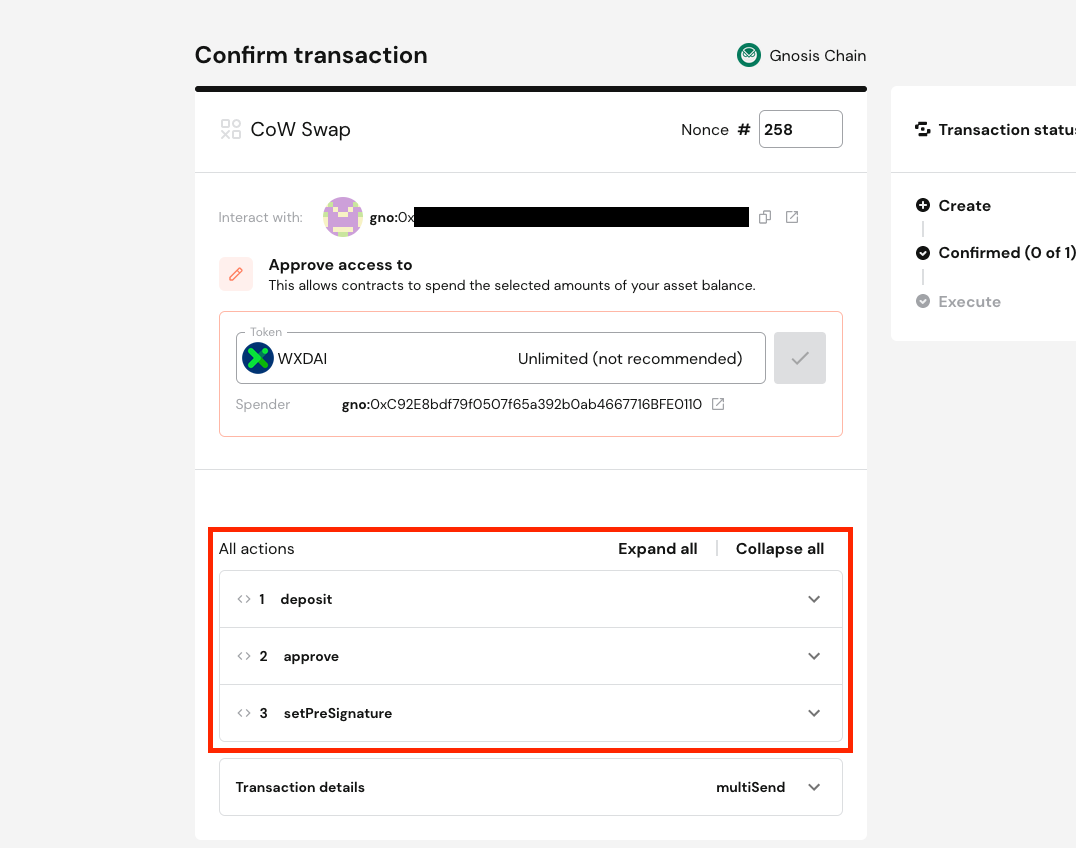 Confirm transaction
Gnosis Chain
CoW Swap
Nonce # 258
Interact with: gno:0x
Approve access to
This allows contracts to spend the selected amounts of your asset balance.
Token
WXDAI Unlimited (not recommended)
Spender gno:0xC92E8bdf79f0507f65a392b0ab4667716BFE0110
All actions Expand all | Collapse all
<> 1 deposit
<> 2 approve
<> 3 setPreSignature
Transaction details multiSend
Transaction status
Create
Confirmed (0 of 1)
Execute